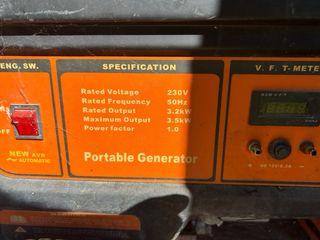 ENG. SW.
OFF
NEW AVR
AUTOMATIC
SPECIFICATION
Rated Voltage 230V
Rated Frequency 50Hz
Rated Output 3.2kW
Maximum Output 3.5kW
Power factor 1.0
Portable Generator
V. F. T-METE